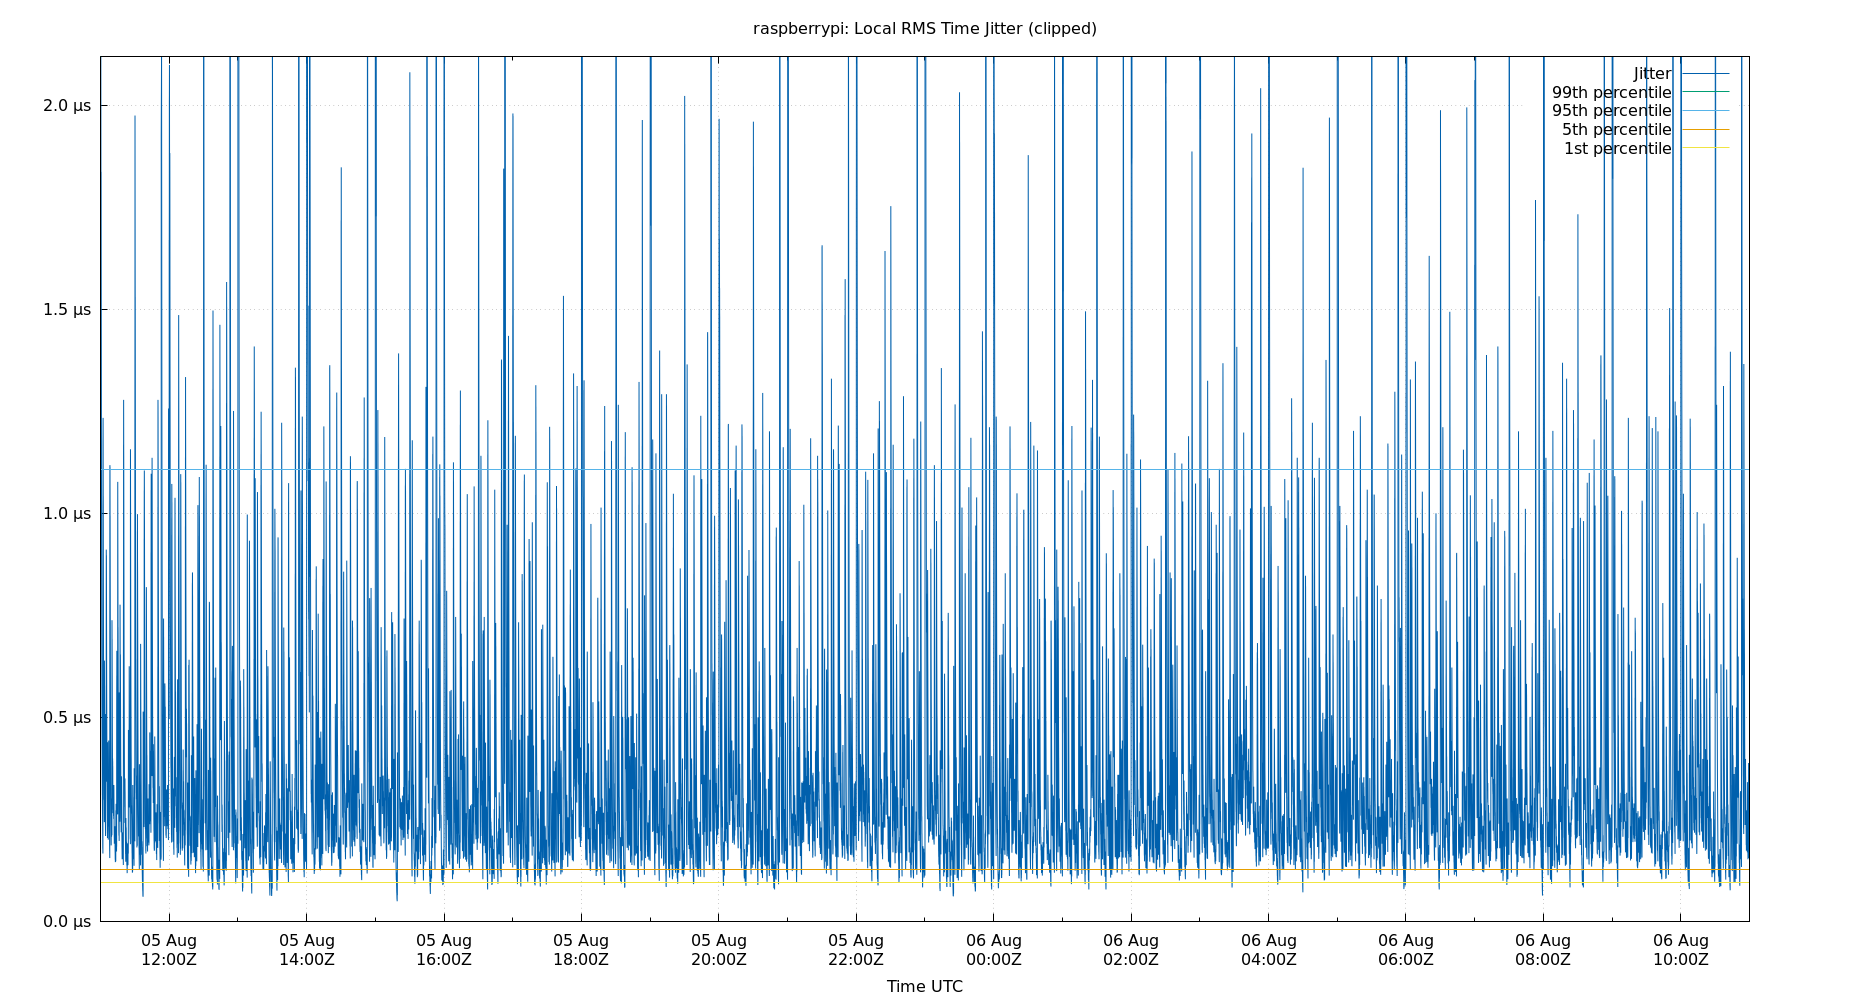 raspberrypi: Local RMS Time Jitter (clipped)
Jitter
99th percentile
95th percentile
5th percentile
1st percentile
2.0 µs
1.5 µs
1.0 µs
0.5 µs
0.0 µs
05 Aug 05 Aug 05 Aug 05 Aug 05 Aug 05 Aug 06 Aug 06 Aug 06 Aug 06 Aug 06 Aug 06 Aug
12:00Z 14:00Z 16:00Z 18:00Z 20:00Z 22:00Z 00:00Z 02:00Z 04:00Z 06:00Z 08:00Z 10:00Z
Time UTC